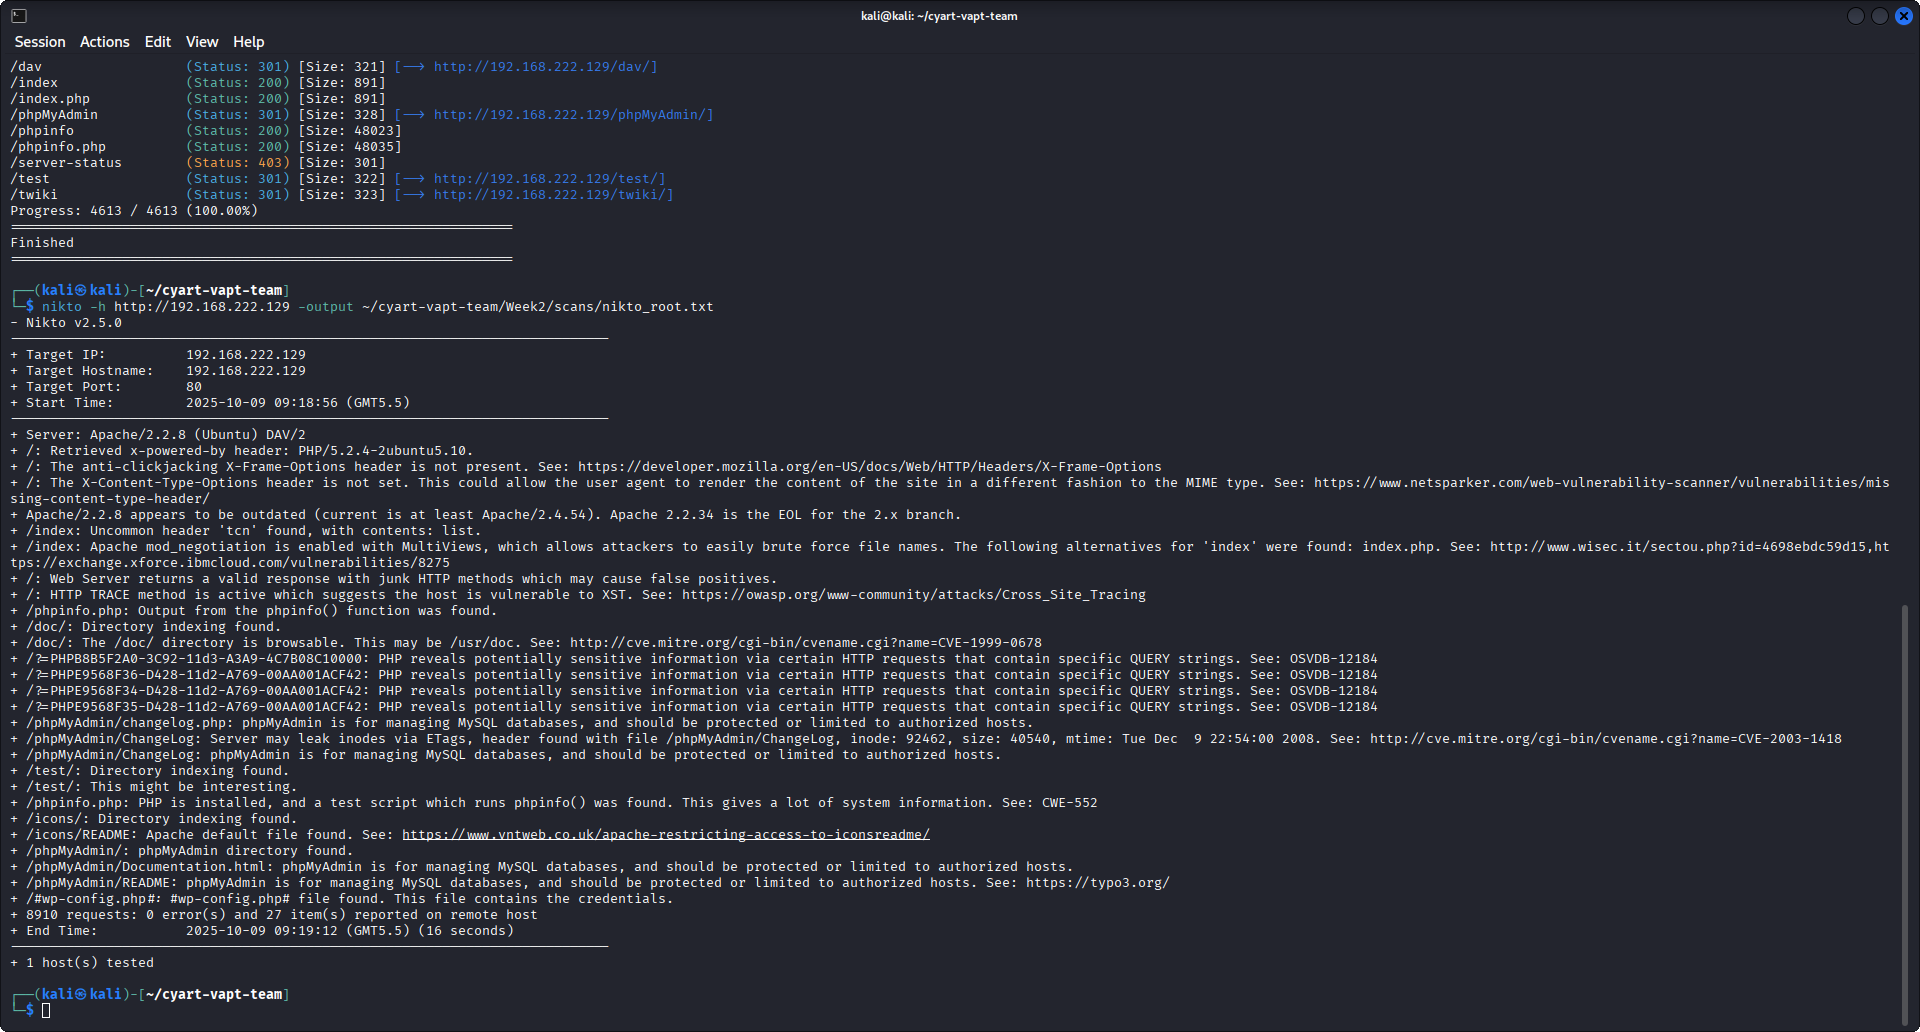 kali@kali: ~/cyart-vapt-team
Session Actions Edit View Help
/dav (Status: 301) [Size: 321] [--> http://192.168.222.129/dav/]
/index (Status: 200) [Size: 891]
/index.php (Status: 200) [Size: 891]
/phpMyAdmin (Status: 301) [Size: 328] [--> http://192.168.222.129/phpMyAdmin/]
/phpinfo (Status: 200) [Size: 48023]
/phpinfo.php (Status: 200) [Size: 48035]
/server-status (Status: 403) [Size: 301]
/test (Status: 301) [Size: 322] [--> http://192.168.222.129/test/]
/twiki (Status: 301) [Size: 323] [--> http://192.168.222.129/twiki/]
Progress: 4613 / 4613 (100.00%)
===============================================================
Finished
===============================================================
┌──(kali㉿kali)-[~/cyart-vapt-team]
└─$ nikto -h http://192.168.222.129 -output ~/cyart-vapt-team/Week2/scans/nikto_root.txt
- Nikto v2.5.0
---------------------------------------------------------------------------
+ Target IP: 192.168.222.129
+ Target Hostname: 192.168.222.129
+ Target Port: 80
+ Start Time: 2025-10-09 09:18:56 (GMT5.5)
---------------------------------------------------------------------------
+ Server: Apache/2.2.8 (Ubuntu) DAV/2
+ /: Retrieved x-powered-by header: PHP/5.2.4-2ubuntu5.10.
+ /: The anti-clickjacking X-Frame-Options header is not present. See: https://developer.mozilla.org/en-US/docs/Web/HTTP/Headers/X-Frame-Options
+ /: The X-Content-Type-Options header is not set. This could allow the user agent to render the content of the site in a different fashion to the MIME type. See: https://www.netsparker.com/web-vulnerability-scanner/vulnerabilities/mis
sing-content-type-header/
+ Apache/2.2.8 appears to be outdated (current is at least Apache/2.4.54). Apache 2.2.34 is the EOL for the 2.x branch.
+ /index: Uncommon header 'tcn' found, with contents: list.
+ /index: Apache mod_negotiation is enabled with MultiViews, which allows attackers to easily brute force file names. The following alternatives for 'index' were found: index.php. See: http://www.wisec.it/sectou.php?id=4698ebdc59d15,ht
tps://exchange.xforce.ibmcloud.com/vulnerabilities/8275
+ /: Web Server returns a valid response with junk HTTP methods which may cause false positives.
+ /: HTTP TRACE method is active which suggests the host is vulnerable to XST. See: https://owasp.org/www-community/attacks/Cross_Site_Tracing
+ /phpinfo.php: Output from the phpinfo() function was found.
+ /doc/: Directory indexing found.
+ /doc/: The /doc/ directory is browsable. This may be /usr/doc. See: http://cve.mitre.org/cgi-bin/cvename.cgi?name=CVE-1999-0678
+ /?=PHPB8B5F2A0-3C92-11d3-A3A9-4C7B08C10000: PHP reveals potentially sensitive information via certain HTTP requests that contain specific QUERY strings. See: OSVDB-12184
+ /?=PHPE9568F36-D428-11d2-A769-00AA001ACF42: PHP reveals potentially sensitive information via certain HTTP requests that contain specific QUERY strings. See: OSVDB-12184
+ /?=PHPE9568F34-D428-11d2-A769-00AA001ACF42: PHP reveals potentially sensitive information via certain HTTP requests that contain specific QUERY strings. See: OSVDB-12184
+ /?=PHPE9568F35-D428-11d2-A769-00AA001ACF42: PHP reveals potentially sensitive information via certain HTTP requests that contain specific QUERY strings. See: OSVDB-12184
+ /phpMyAdmin/changelog.php: phpMyAdmin is for managing MySQL databases, and should be protected or limited to authorized hosts.
+ /phpMyAdmin/ChangeLog: Server may leak inodes via ETags, header found with file /phpMyAdmin/ChangeLog, inode: 92462, size: 40540, mtime: Tue Dec  9 22:54:00 2008. See: http://cve.mitre.org/cgi-bin/cvename.cgi?name=CVE-2003-1418
+ /phpMyAdmin/ChangeLog: phpMyAdmin is for managing MySQL databases, and should be protected or limited to authorized hosts.
+ /test/: Directory indexing found.
+ /test/: This might be interesting.
+ /phpinfo.php: PHP is installed, and a test script which runs phpinfo() was found. This gives a lot of system information. See: CWE-552
+ /icons/: Directory indexing found.
+ /icons/README: Apache default file found. See: https://www.vntweb.co.uk/apache-restricting-access-to-iconsreadme/
+ /phpMyAdmin/: phpMyAdmin directory found.
+ /phpMyAdmin/Documentation.html: phpMyAdmin is for managing MySQL databases, and should be protected or limited to authorized hosts.
+ /phpMyAdmin/README: phpMyAdmin is for managing MySQL databases, and should be protected or limited to authorized hosts. See: https://typo3.org/
+ /#wp-config.php#: #wp-config.php# file found. This file contains the credentials.
+ 8910 requests: 0 error(s) and 27 item(s) reported on remote host
+ End Time: 2025-10-09 09:19:12 (GMT5.5) (16 seconds)
---------------------------------------------------------------------------
+ 1 host(s) tested
┌──(kali㉿kali)-[~/cyart-vapt-team]
└─$